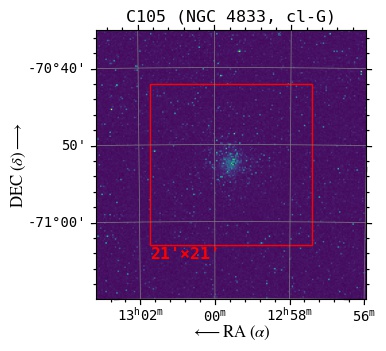 C105 (NGC 4833, cl-G)
-70°40'
50'
-71°00'
21'×21'
13ʰ02ᵐ 00ᵐ 12ʰ58ᵐ 56ᵐ
DEC (δ) ⟶
⟵ RA (α)